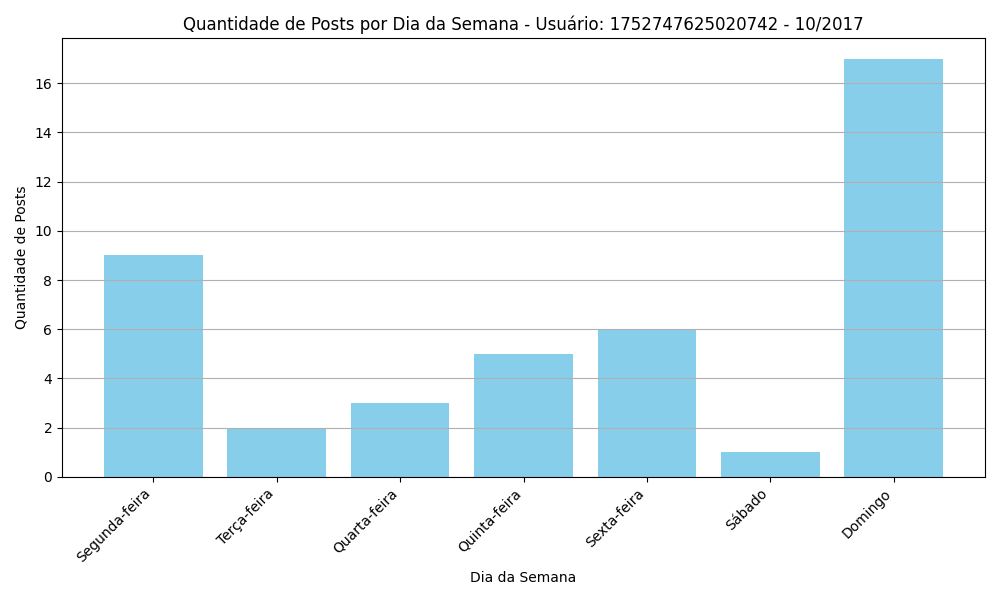 Quantidade de Posts por Dia da Semana - Usuário: 1752747625020742 - 10/2017
Quantidade de Posts
16
14
12
10
8
6
4
2
0
Segunda-feira
Terça-feira
Quarta-feira
Quinta-feira
Sexta-feira
Sábado
Domingo
Dia da Semana